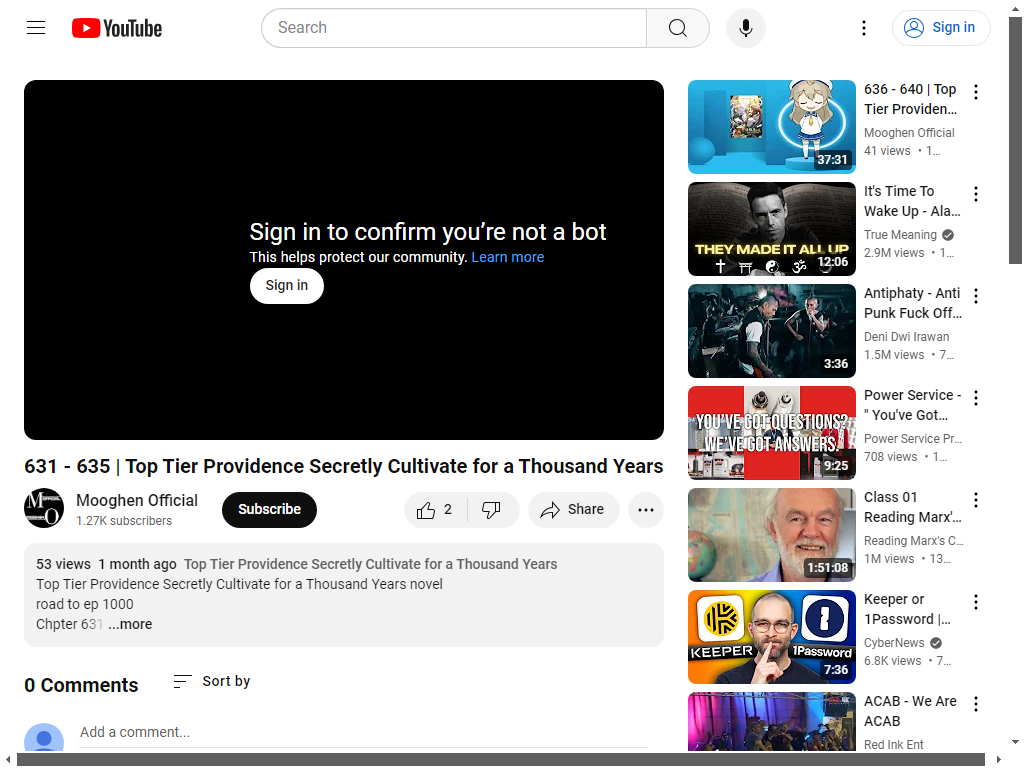 YouTube
Search
Sign in
Sign in to confirm you’re not a bot
This helps protect our community. Learn more
Sign in
631 - 635 | Top Tier Providence Secretly Cultivate for a Thousand Years
Mooghen Official
1.27K subscribers
Subscribe
2
Share
53 views 1 month ago Top Tier Providence Secretly Cultivate for a Thousand Years
Top Tier Providence Secretly Cultivate for a Thousand Years novel
road to ep 1000
Chpter 631 ...more
0 Comments
Sort by
Add a comment...
37:31
636 - 640 | Top
Tier Providen...
Mooghen Official
41 views • 1...
THEY MADE IT ALL UP
12:06
It's Time To
Wake Up - Ala...
True Meaning
2.9M views • 1...
3:36
Antiphaty - Anti
Punk Fuck Off...
Deni Dwi Irawan
1.5M views • 7...
YOU'VE GOT QUESTIONS?
WE'VE GOT ANSWERS.
9:25
Power Service -
" You've Got...
Power Service Pr...
708 views • 1...
1:51:08
Class 01
Reading Marx'...
Reading Marx's C...
1M views • 13...
KEEPER
1Password
7:36
Keeper or
1Password |...
CyberNews
6.8K views • 7...
ACAB - We Are
ACAB
Red Ink Ent